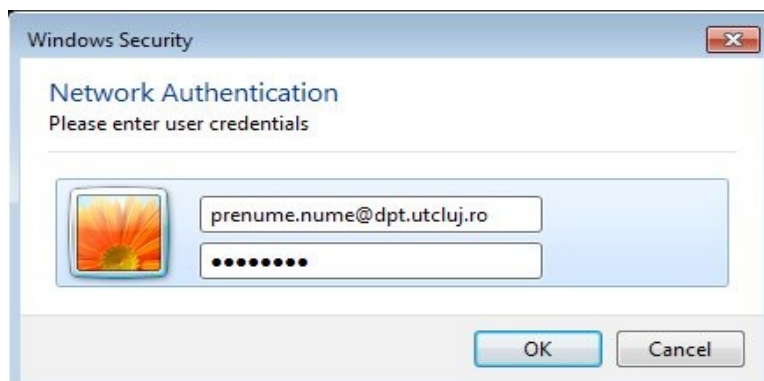 Windows Security
Network Authentication
Please enter user credentials
prenume.nume@dpt.utcluj.ro
••••••••
OK
Cancel